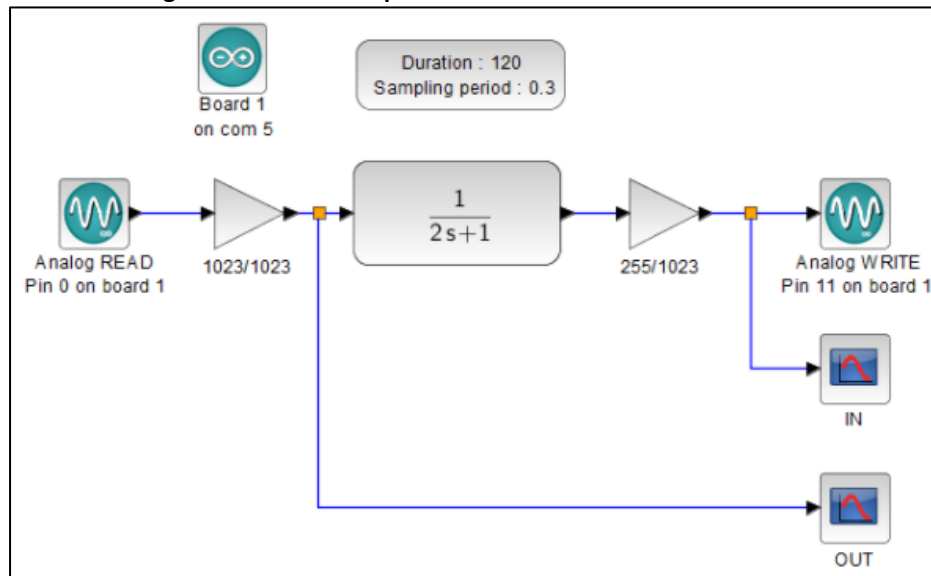 Board 1
on com 5
Duration : 120
Sampling period : 0.3
Analog READ
Pin 0 on board 1
1023/1023
1
2s+1
255/1023
Analog WRITE
Pin 11 on board 1
IN
OUT